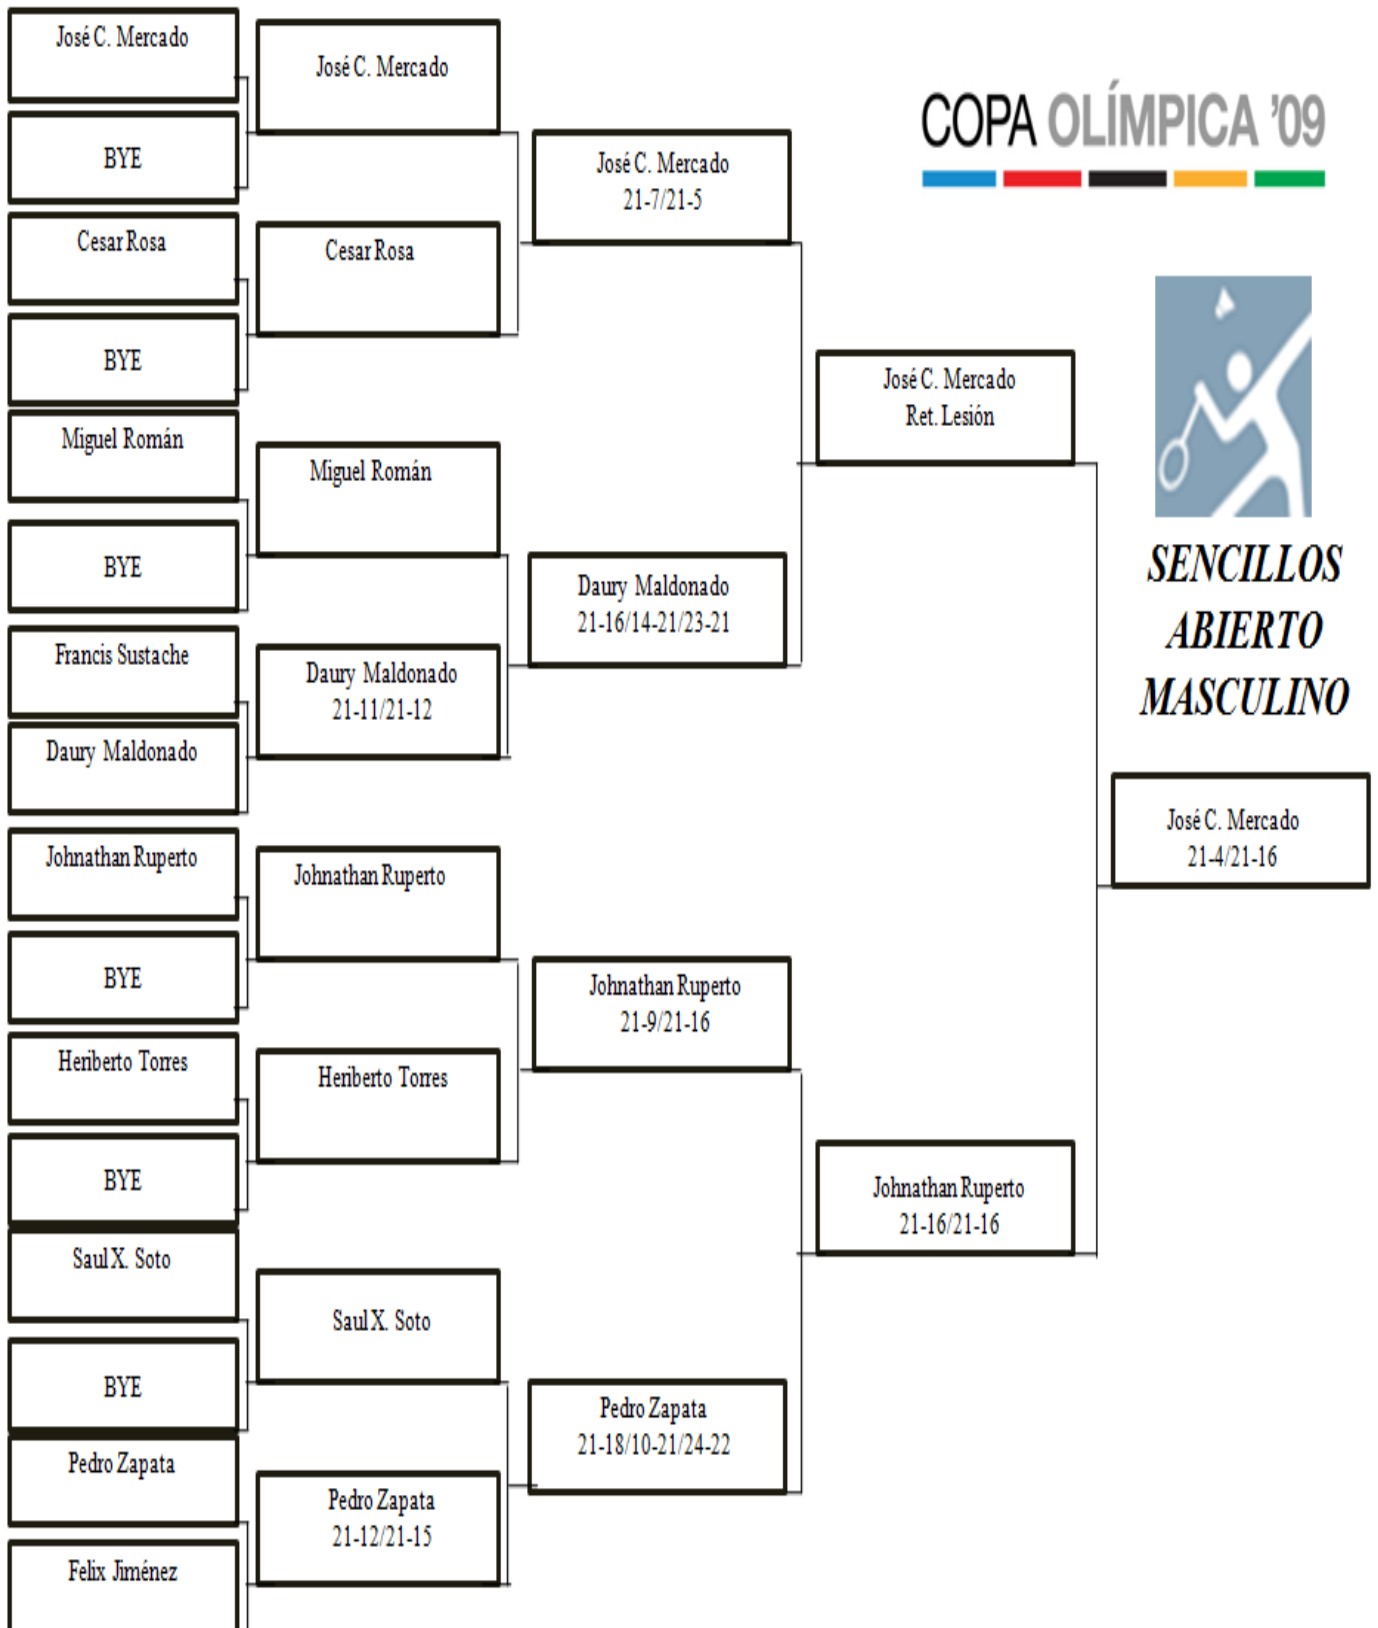 José C. Mercado
BYE
Cesar Rosa
BYE
Miguel Román
BYE
Francis Sustache
Daury Maldonado
Johnathan Ruperto
BYE
Heriberto Torres
BYE
Saul X. Soto
BYE
Pedro Zapata
Felix Jiménez
José C. Mercado
Cesar Rosa
Miguel Román
Daury Maldonado
21-11/21-12
Johnathan Ruperto
Heriberto Torres
Saul X. Soto
Pedro Zapata
21-12/21-15
José C. Mercado
21-7/21-5
Daury Maldonado
21-16/14-21/23-21
Johnathan Ruperto
21-9/21-16
Pedro Zapata
21-18/10-21/24-22
José C. Mercado
Ret. Lesión
Johnathan Ruperto
21-16/21-16
COPA OLÍMPICA '09
SENCILLOS
ABIERTO
MASCULINO
José C. Mercado
21-4/21-16